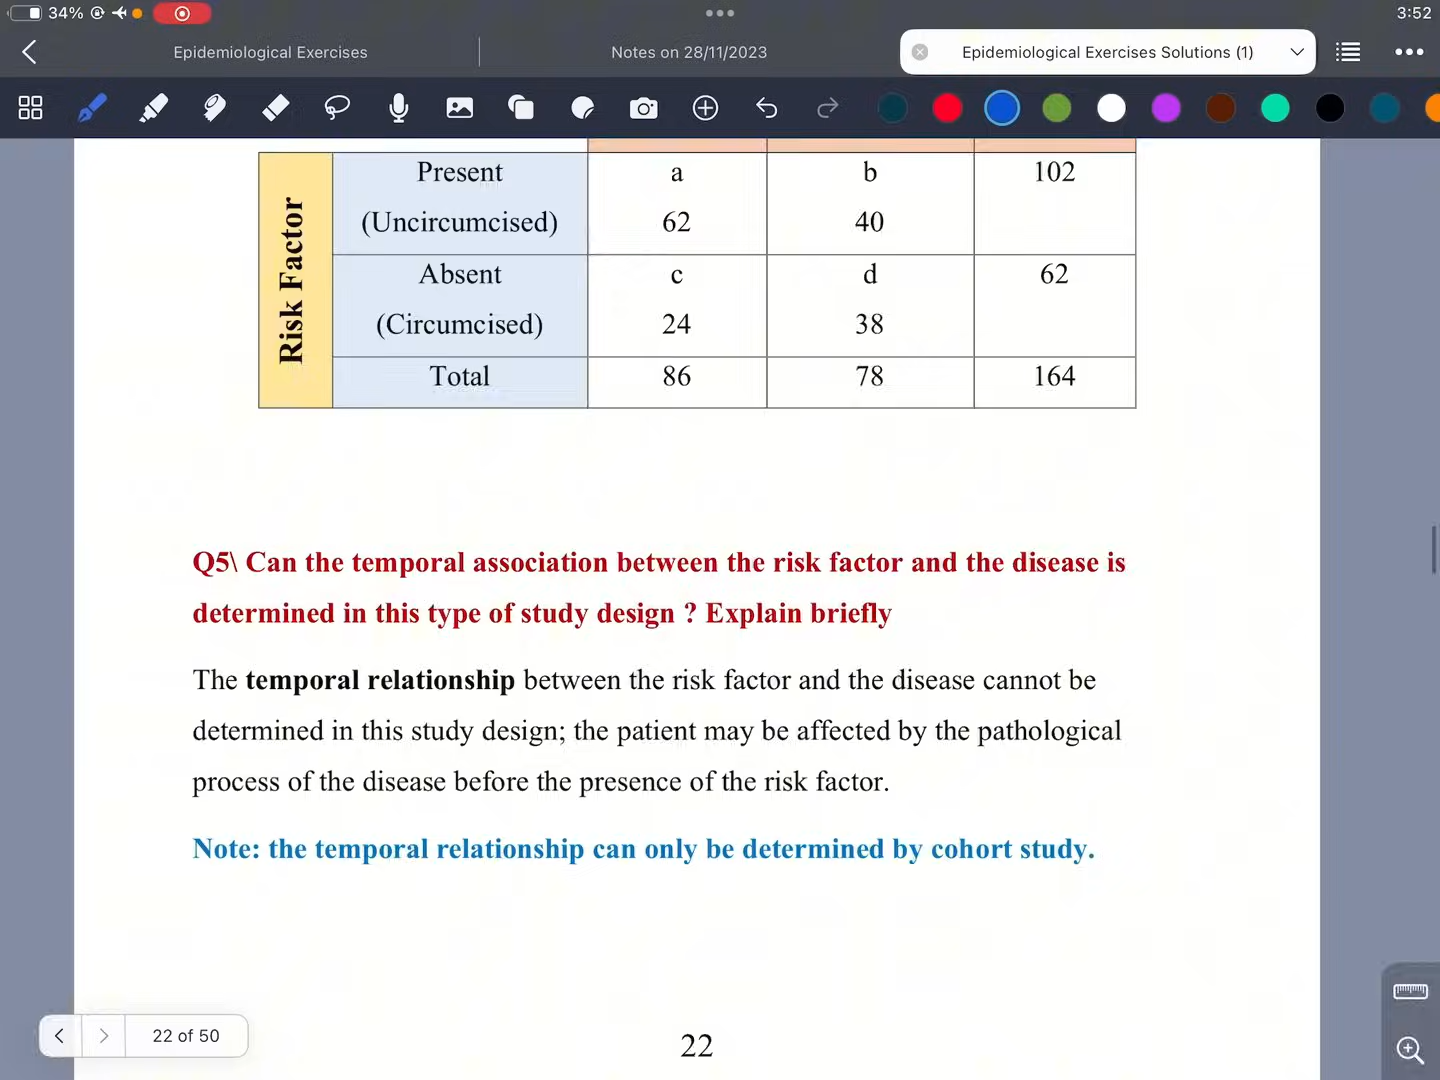 34%
3:52
Epidemiological Exercises
Notes on 28/11/2023
Epidemiological Exercises Solutions (1)
Risk Factor
Present
(Uncircumcised)
a
62
b
40
102
Absent
(Circumcised)
c
24
d
38
62
Total
86
78
164
Q5\ Can the temporal association between the risk factor and the disease is
determined in this type of study design ? Explain briefly
The temporal relationship between the risk factor and the disease cannot be
determined in this study design; the patient may be affected by the pathological
process of the disease before the presence of the risk factor.
Note: the temporal relationship can only be determined by cohort study.
22 of 50
22